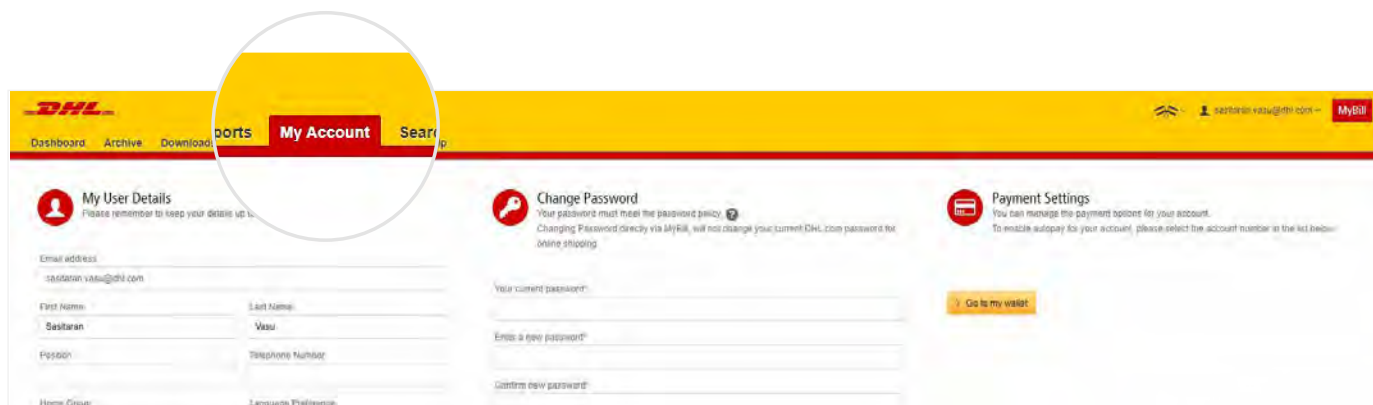 DHL
sasitaran.vasu@dhl.com
MyBill
Dashboard Archive Download
ports My Account Sear
p
My User Details
Please remember to keep your details up t
Email address
sasitaran.vasu@dhl.com
First Name
Last Name
Sasitaran
Vasu
Position
Telephone Number
Home Group
Language Preference
Change Password
Your password must meet the password policy. ?
Changing Password directly via MyBill, will not change your current DHL.com password for
online shipping
Your current password*
Enter a new password*
Confirm new password*
Payment Settings
You can manage the payment options for your account.
To enable autopay for your account, please select the account number in the list below.
Go to my wallet